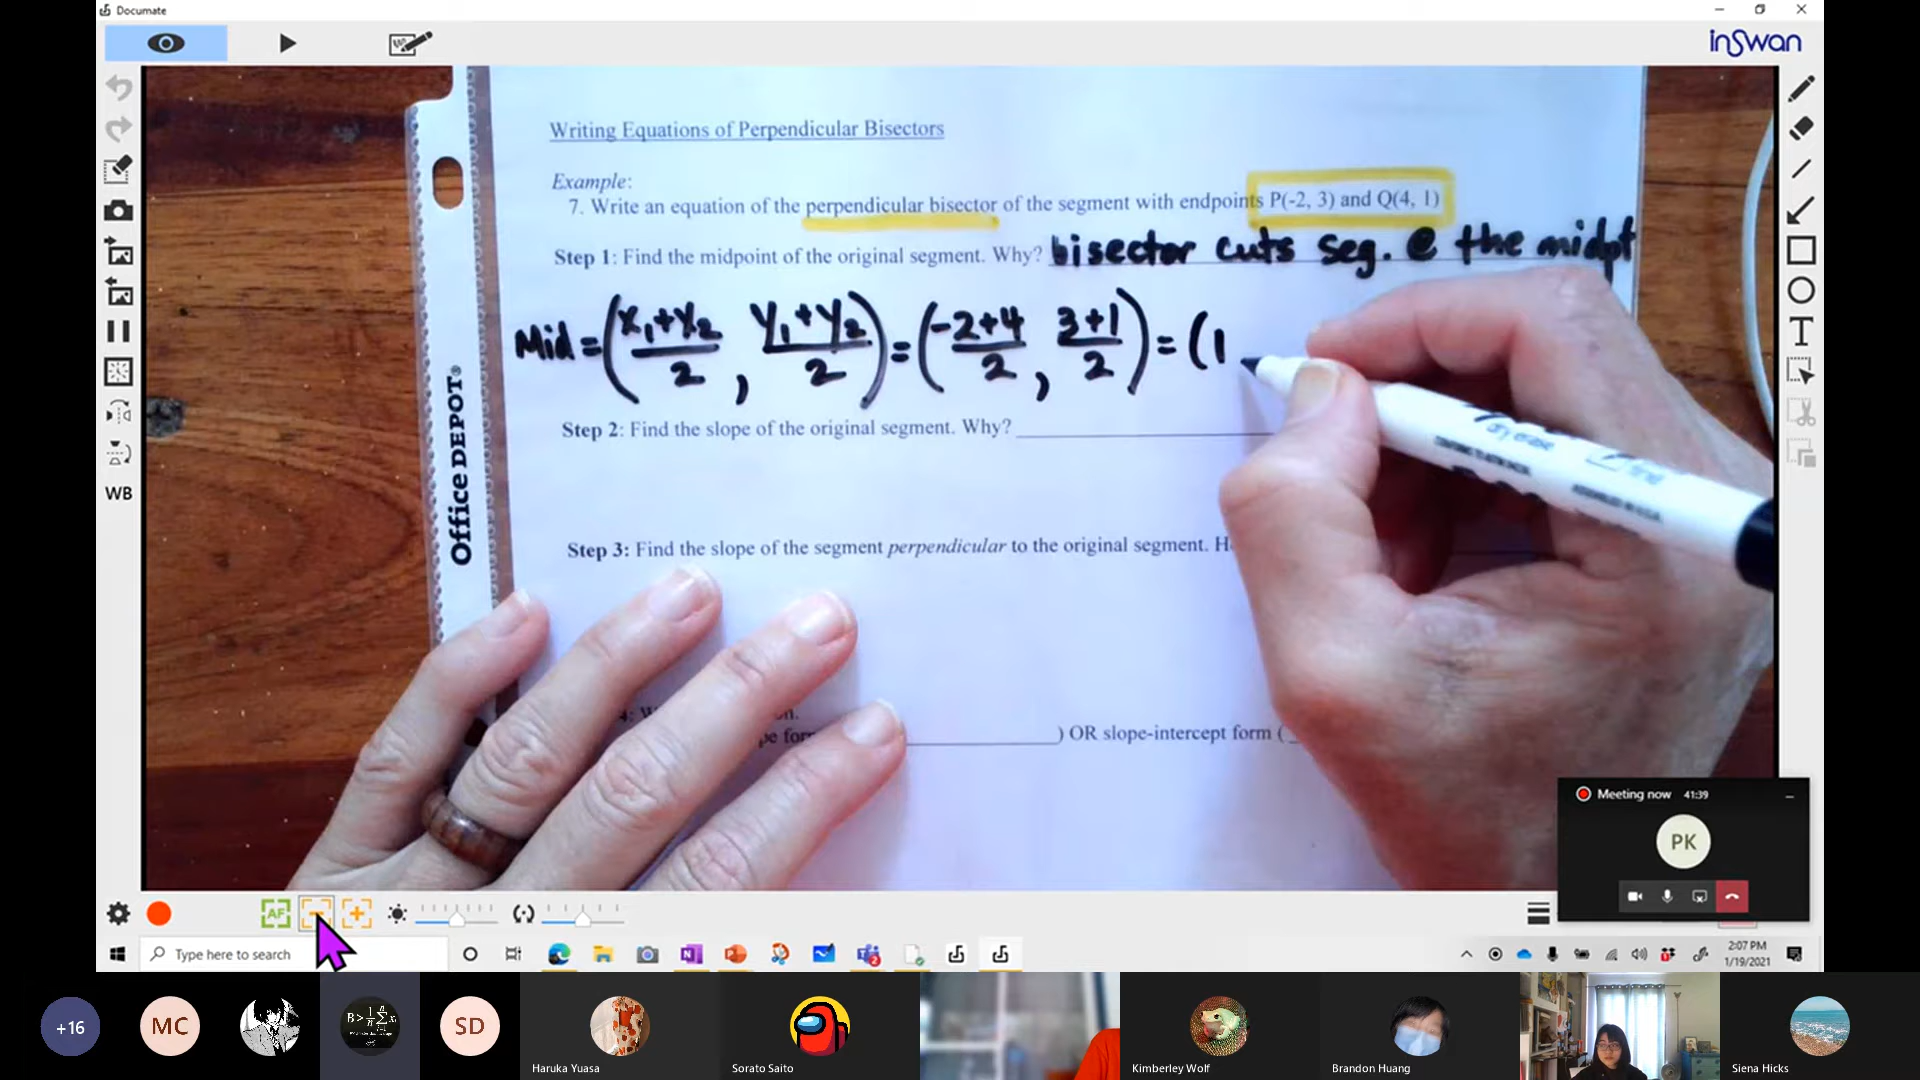 Documate
inSwan
Writing Equations of Perpendicular Bisectors
Example:
7. Write an equation of the perpendicular bisector of the segment with endpoints P(-2, 3) and Q(4, 1)
Step 1: Find the midpoint of the original segment. Why? bisector cuts seg. @ the midpt
Mid = (x₁+x₂/2, y₁+y₂/2) = (-2+4/2, 3+1/2) = (1
Step 2: Find the slope of the original segment. Why?
Office DEPOT®
Step 3: Find the slope of the segment perpendicular to the original segment.
) OR slope-intercept form (
WB
Meeting now 41:39
PK
AF
Type here to search
2:07 PM
1/19/2021
+16
MC
SD
Haruka Yuasa
Sorato Saito
Kimberley Wolf
Brandon Huang
Siena Hicks